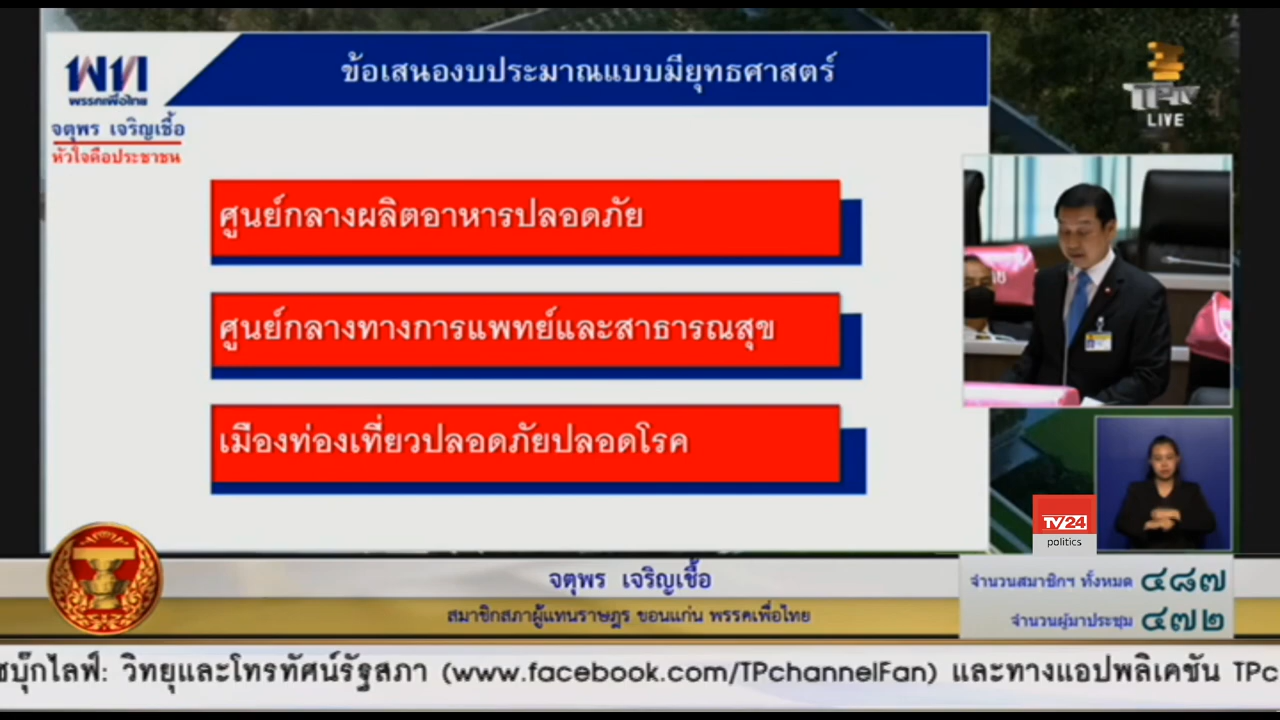 พท
พรรคเพื่อไทย
จตุพร เจริญเชื้อ
หัวใจคือประชาชน
ข้อเสนองบประมาณแบบมียุทธศาสตร์
ศูนย์กลางผลิตอาหารปลอดภัย
ศูนย์กลางทางการแพทย์และสาธารณสุข
เมืองท่องเที่ยวปลอดภัยปลอดโรค
TPTV
LIVE
TV24
politics
จตุพร เจริญเชื้อ
สมาชิกสภาผู้แทนราษฎร ขอนแก่น พรรคเพื่อไทย
จำนวนสมาชิกฯ ทั้งหมด ๔๘๗
จำนวนผู้มาประชุม ๔๗๒
ซบุ๊กไลฟ์: วิทยุและโทรทัศน์รัฐสภา (www.facebook.com/TPchannelFan) และทางแอปพลิเคชัน TPc